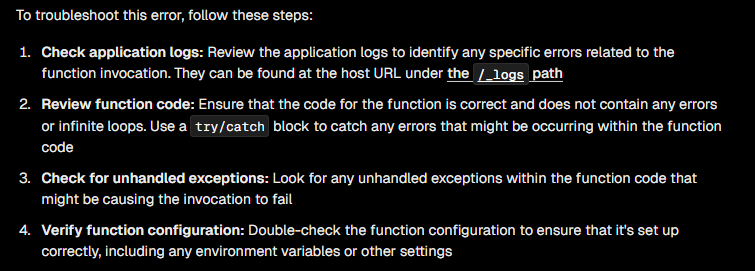 To troubleshoot this error, follow these steps:
1. Check application logs: Review the application logs to identify any specific errors related to the
function invocation. They can be found at the host URL under the /_logs path
2. Review function code: Ensure that the code for the function is correct and does not contain any errors
or infinite loops. Use a try/catch block to catch any errors that might be occurring within the function
code
3. Check for unhandled exceptions: Look for any unhandled exceptions within the function code that
might be causing the invocation to fail
4. Verify function configuration: Double-check the function configuration to ensure that it's set up
correctly, including any environment variables or other settings